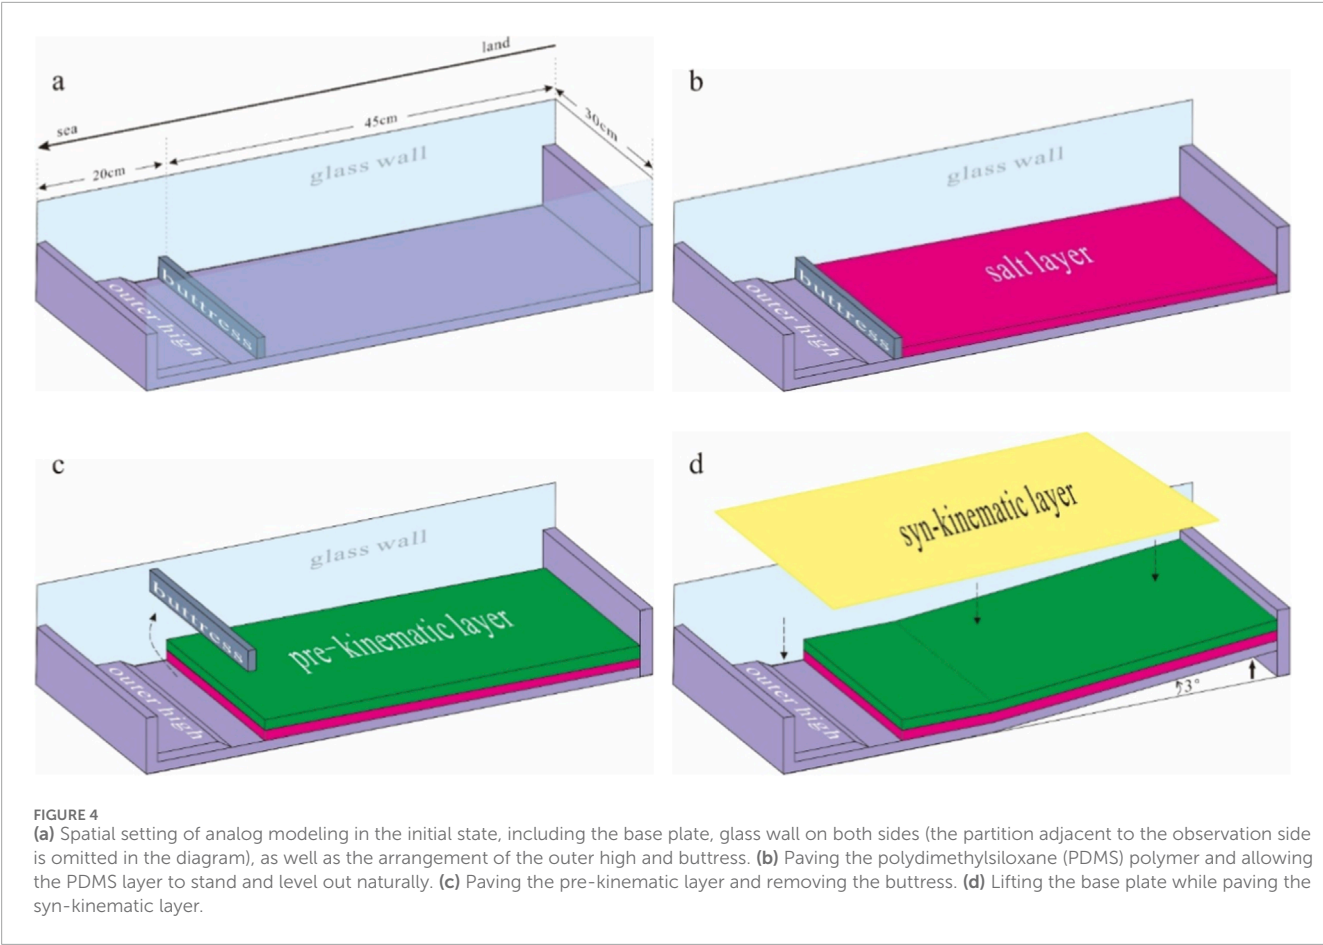 a
land
sea
45cm
30cm
20cm
glass wall
outer high
buttress
b
glass wall
salt layer
outer high
buttress
c
glass wall
buttress
pre-kinematic layer
outer high
d
syn-kinematic layer
outer high
3°
FIGURE 4
(a) Spatial setting of analog modeling in the initial state, including the base plate, glass wall on both sides (the partition adjacent to the observation side
is omitted in the diagram), as well as the arrangement of the outer high and buttress. (b) Paving the polydimethylsiloxane (PDMS) polymer and allowing
the PDMS layer to stand and level out naturally. (c) Paving the pre-kinematic layer and removing the buttress. (d) Lifting the base plate while paving the
syn-kinematic layer.